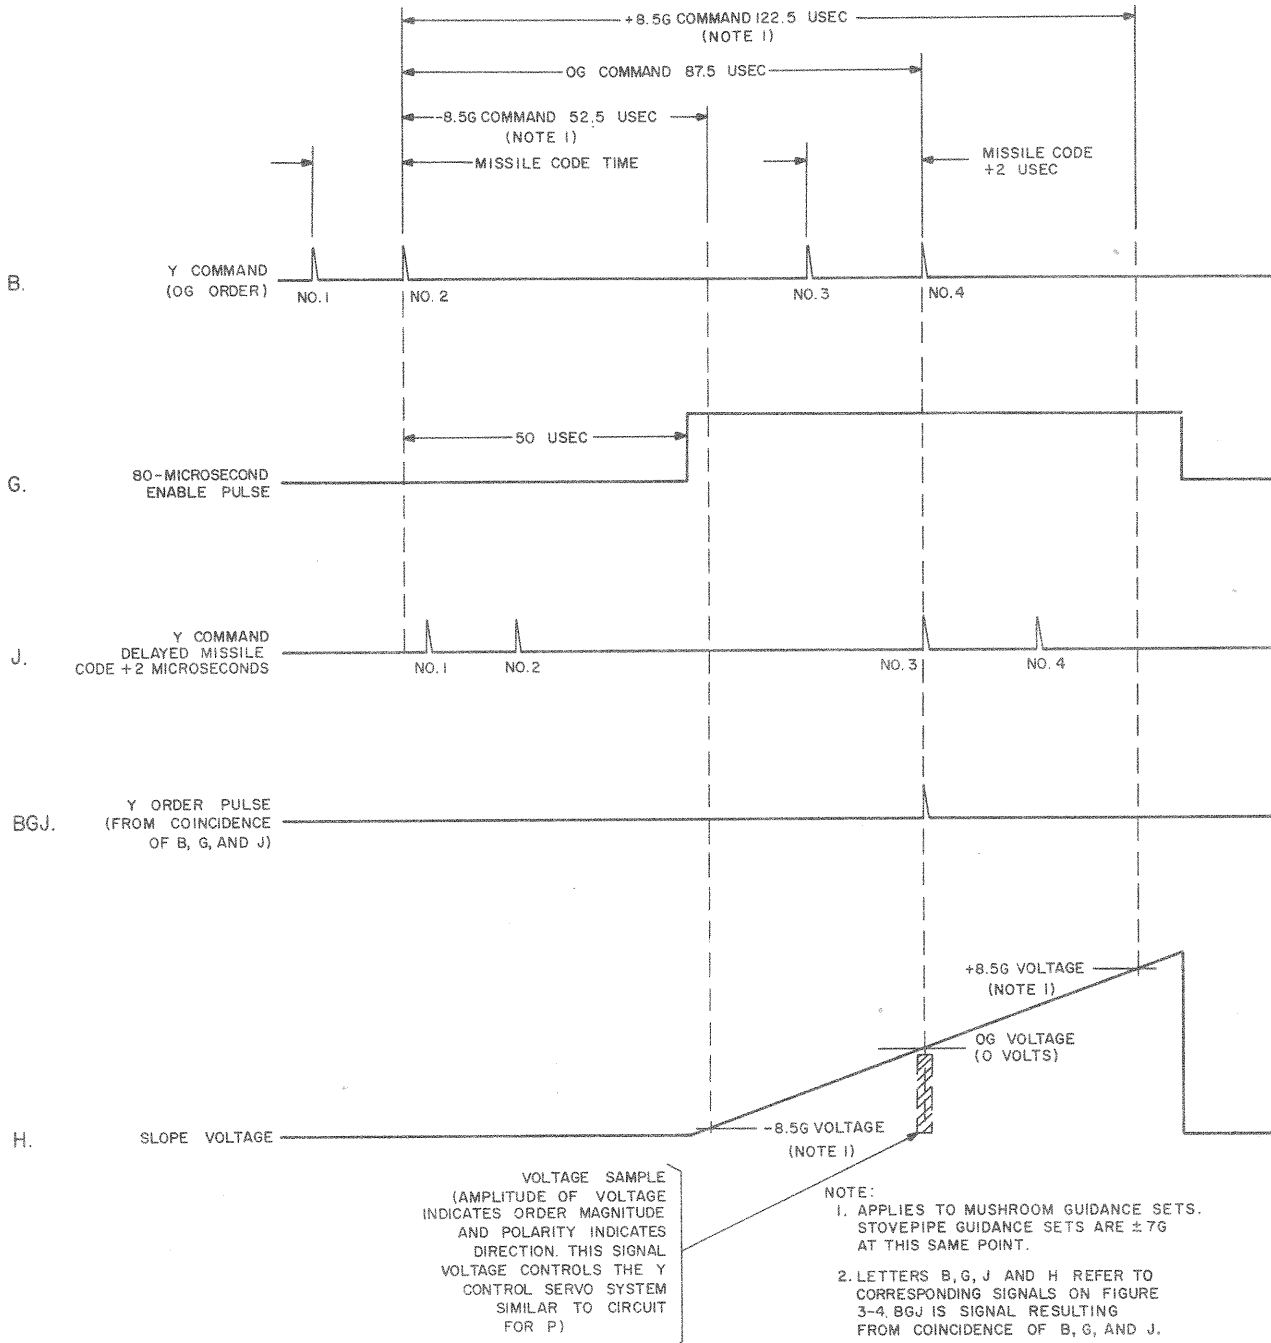 +8.5G COMMAND 122.5 USEC
(NOTE 1)
OG COMMAND 87.5 USEC
-8.5G COMMAND 52.5 USEC
(NOTE 1)
MISSILE CODE TIME
MISSILE CODE
+2 USEC
B.
Y COMMAND
(OG ORDER)
NO. 1
NO. 2
NO. 3
NO. 4
50 USEC
G.
80-MICROSECOND
ENABLE PULSE
J.
Y COMMAND
DELAYED MISSILE
CODE +2 MICROSECONDS
NO. 1
NO. 2
NO. 3
NO. 4
BGJ.
Y ORDER PULSE
(FROM COINCIDENCE
OF B, G, AND J)
+8.5G VOLTAGE
(NOTE 1)
OG VOLTAGE
(0 VOLTS)
H.
SLOPE VOLTAGE
-8.5G VOLTAGE
(NOTE 1)
VOLTAGE SAMPLE
(AMPLITUDE OF VOLTAGE
INDICATES ORDER MAGNITUDE
AND POLARITY INDICATES
DIRECTION. THIS SIGNAL
VOLTAGE CONTROLS THE Y
CONTROL SERVO SYSTEM
SIMILAR TO CIRCUIT
FOR P)
NOTE:
1. APPLIES TO MUSHROOM GUIDANCE SETS.
STOVEPIPE GUIDANCE SETS ARE ±7G
AT THIS SAME POINT.
2. LETTERS B, G, J AND H REFER TO
CORRESPONDING SIGNALS ON FIGURE
3-4. BGJ IS SIGNAL RESULTING
FROM COINCIDENCE OF B, G, AND J.